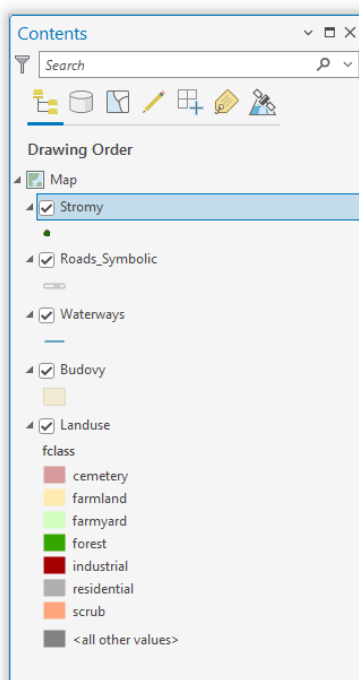 Contents
Search
Drawing Order
Map
Stromy
Roads_Symbolic
Waterways
Budovy
Landuse
fclass
cemetery
farmland
farmyard
forest
industrial
residential
scrub
<all other values>